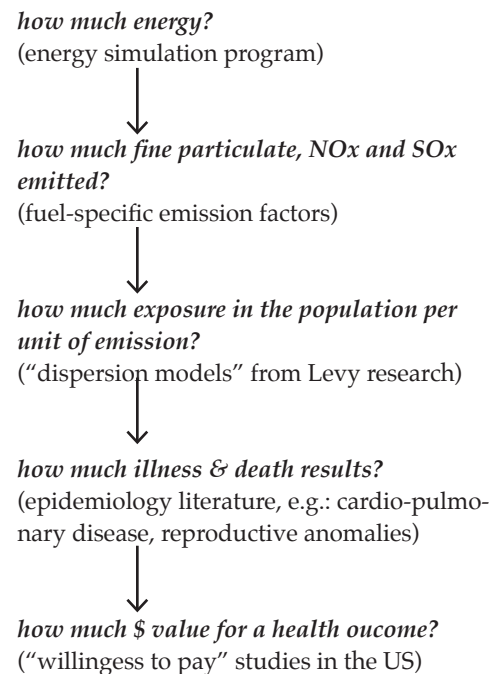 how much energy?
(energy simulation program)
how much fine particulate, NOx and SOx
emitted?
(fuel-specific emission factors)
how much exposure in the population per
unit of emission?
(“dispersion models” from Levy research)
how much illness & death results?
(epidemiology literature, e.g.: cardio-pulmo-
nary disease, reproductive anomalies)
how much $ value for a health oucome?
(“willingess to pay” studies in the US)